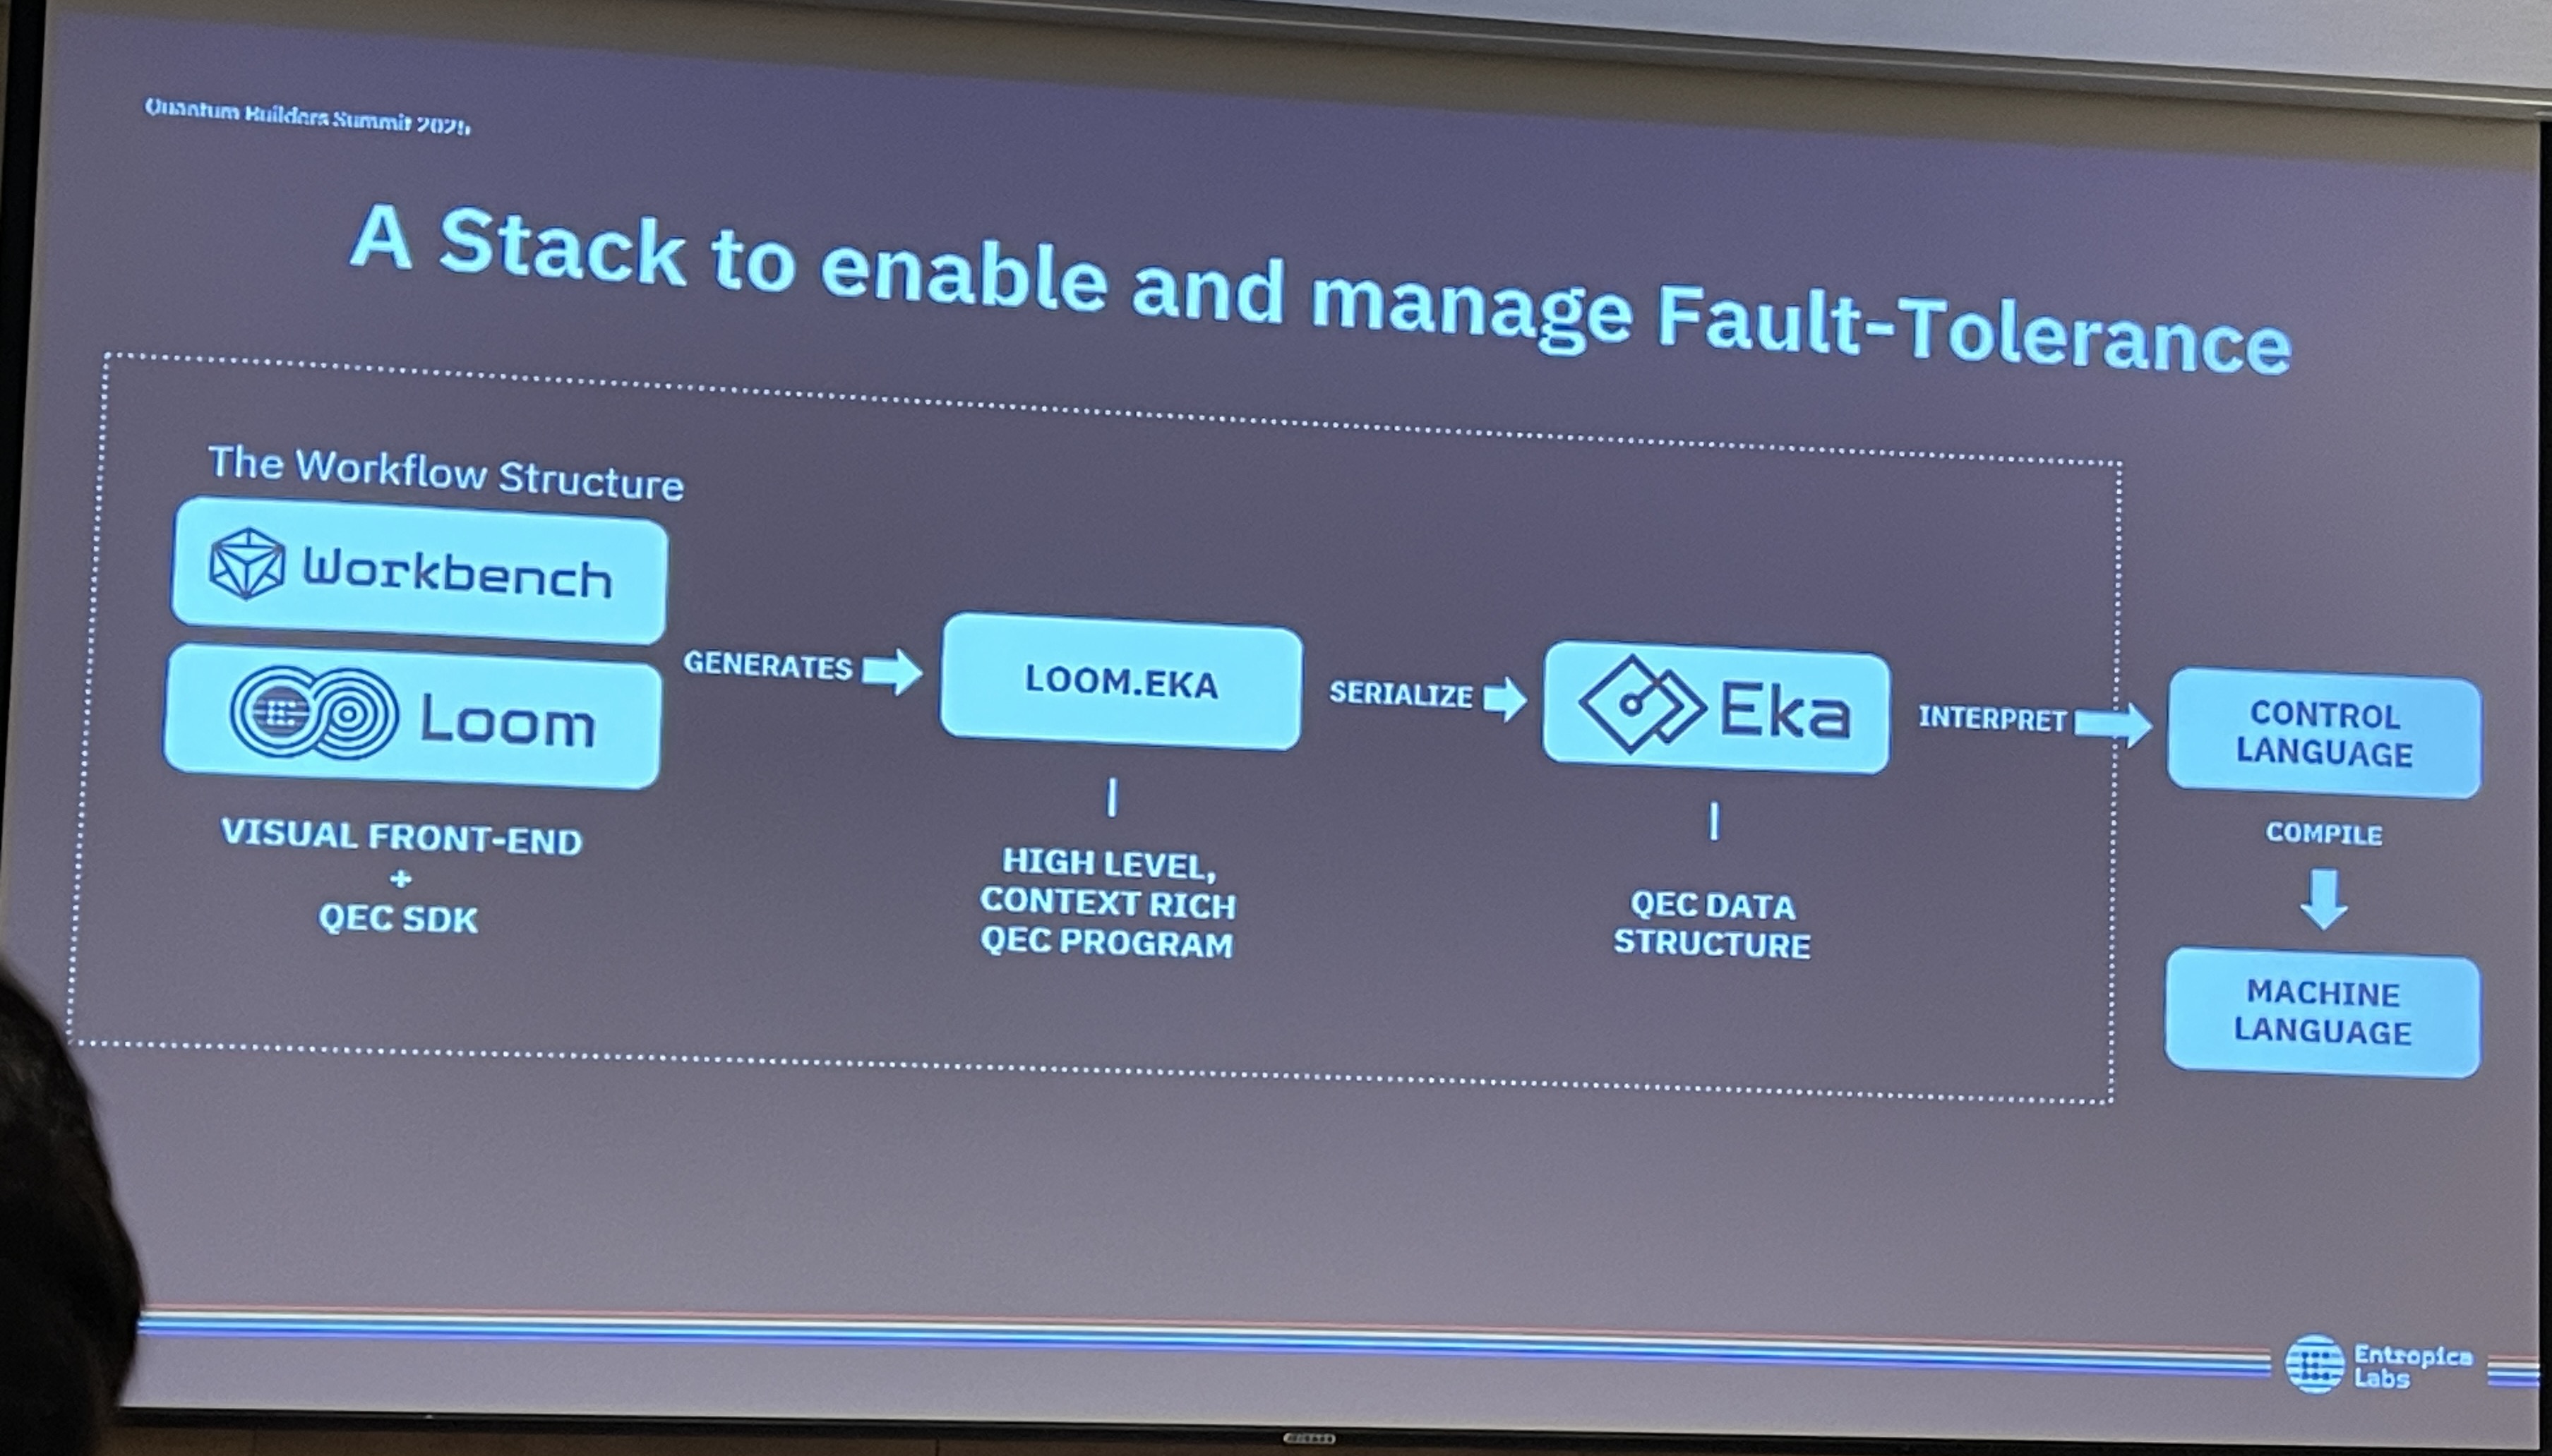 Quantum Builders Summit 2025
A Stack to enable and manage Fault-Tolerance
The Workflow Structure
Workbench
Loom
VISUAL FRONT-END
+
QEC SDK
GENERATES
LOOM.EKA
HIGH LEVEL,
CONTEXT RICH
QEC PROGRAM
SERIALIZE
Eka
QEC DATA
STRUCTURE
INTERPRET
CONTROL
LANGUAGE
COMPILE
MACHINE
LANGUAGE
Entropica
Labs